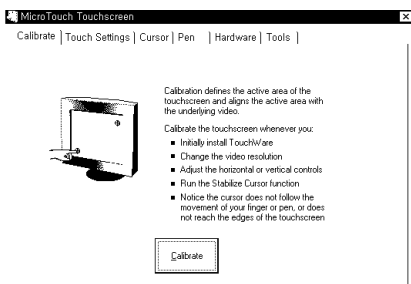 MicroTouch Touchscreen
Calibrate Touch Settings Cursor Pen Hardware Tools
Calibration defines the active area of the
touchscreen and aligns the active area with
the underlying video.
Calibrate the touchscreen whenever you:
Initially install TouchWare
Change the video resolution
Adjust the horizontal or vertical controls
Run the Stabilize Cursor function
Notice the cursor does not follow the
movement of your finger or pen, or does
not reach the edges of the touchscreen
Calibrate